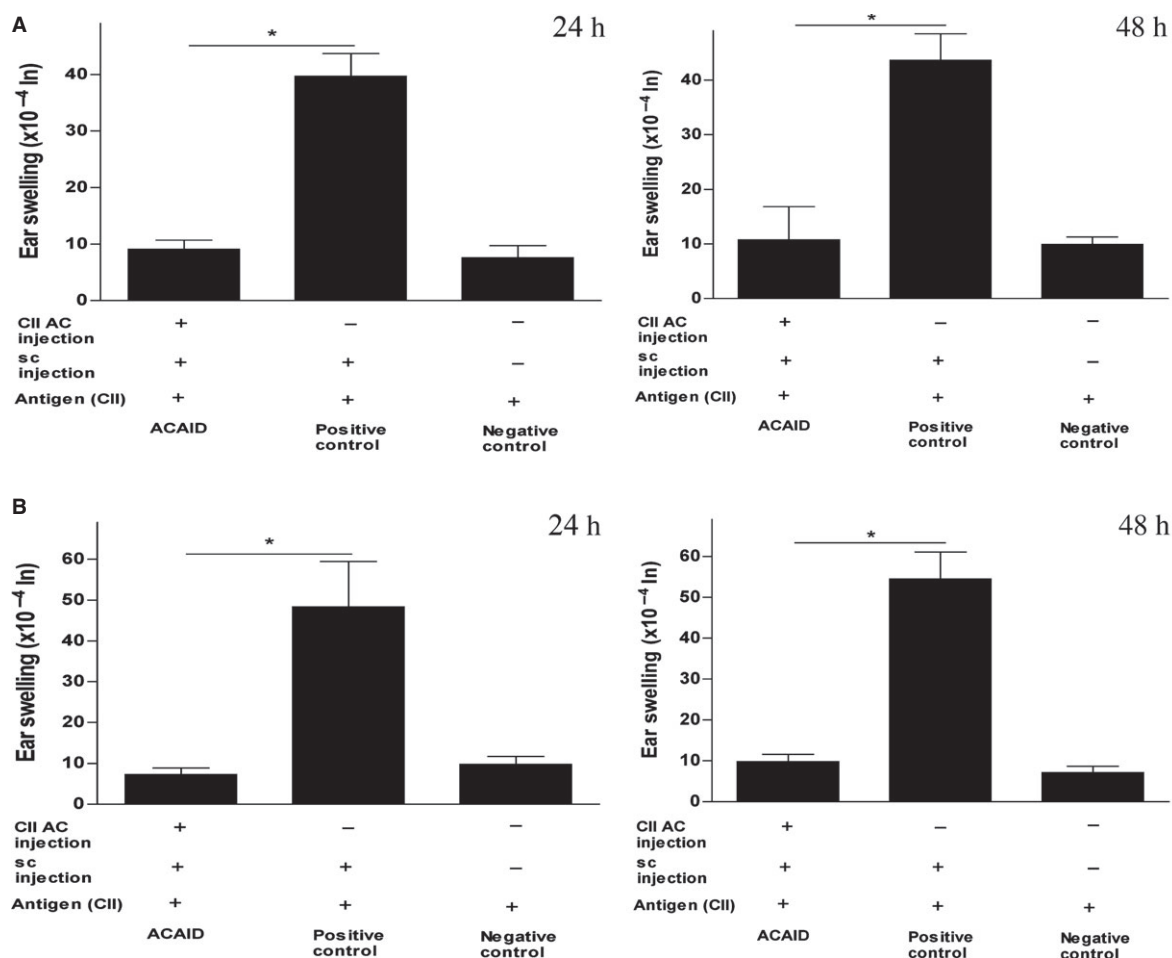 A
24 h
*
Ear swelling (x10⁻⁴ In)
40
30
20
10
0
CII AC injection + − −
sc injection + + −
Antigen (CII) + + +
ACAID Positive control Negative control
48 h
*
Ear swelling (x10⁻⁴ In)
40
30
20
10
0
CII AC injection + − −
sc injection + + −
Antigen (CII) + + +
ACAID Positive control Negative control
B
24 h
*
Ear swelling (x10⁻⁴ In)
60
50
40
30
20
10
0
CII AC injection + − −
sc injection + + −
Antigen (CII) + + +
ACAID Positive control Negative control
48 h
*
Ear swelling (x10⁻⁴ In)
60
50
40
30
20
10
0
CII AC injection + − −
sc injection + + −
Antigen (CII) + + +
ACAID Positive control Negative control